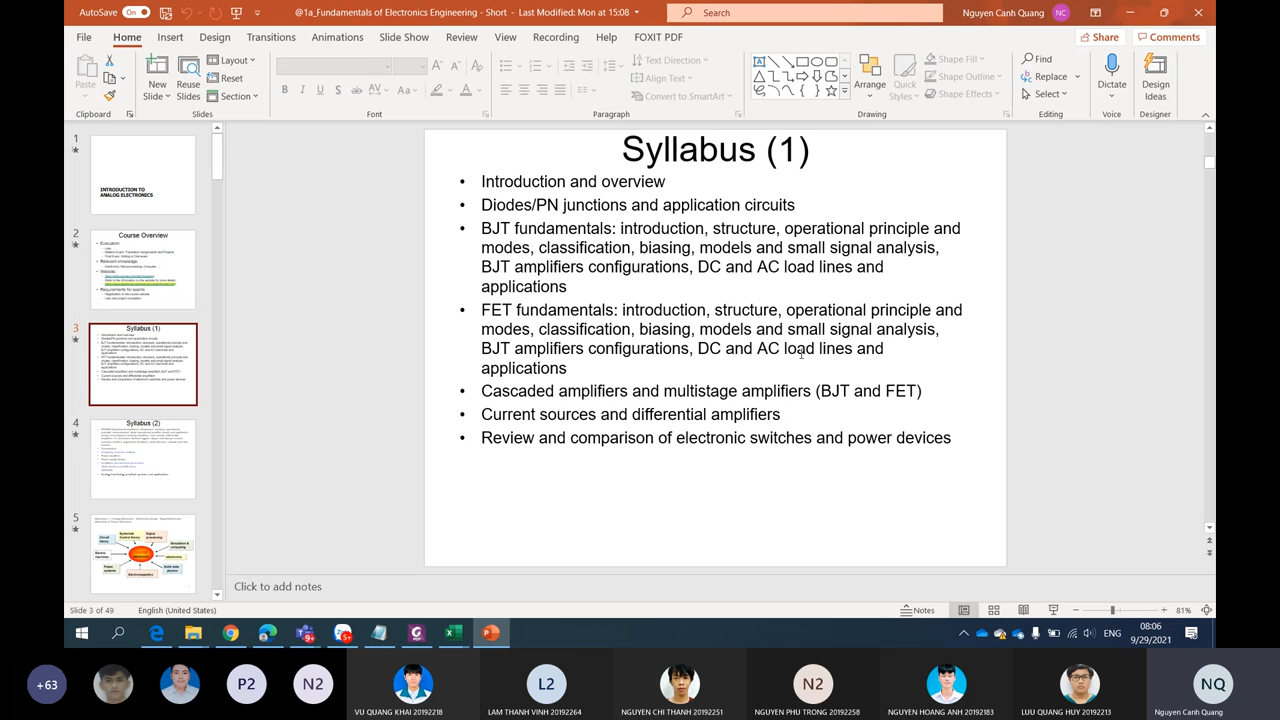 AutoSave On @1a_Fundamentals of Electronics Engineering - Short - Last Modified: Mon at 15:08 Search Nguyen Canh Quang NC
File Home Insert Design Transitions Animations Slide Show Review View Recording Help FOXIT PDF Share Comments
Paste New Slide Reuse Slides Layout Reset Section Text Direction Align Text Convert to SmartArt Arrange Quick Styles Shape Fill Shape Outline Shape Effects Find Replace Select Dictate Design Ideas
Clipboard Slides Font Paragraph Drawing Editing Voice Designer
1
INTRODUCTION TO
ANALOG ELECTRONICS
2
Course Overview
3
Syllabus (1)
4
Syllabus (2)
5
Syllabus (1)
• Introduction and overview
• Diodes/PN junctions and application circuits
• BJT fundamentals: introduction, structure, operational principle and
modes, classification, biasing, models and small signal analysis,
BJT amplifiers configurations, DC and AC load lines and
applications
• FET fundamentals: introduction, structure, operational principle and
modes, classification, biasing, models and small signal analysis,
BJT amplifiers configurations, DC and AC load lines and
applications
• Cascaded amplifiers and multistage amplifiers (BJT and FET)
• Current sources and differential amplifiers
• Review and comparison of electronic switches and power devices
Click to add notes
Slide 3 of 49 English (United States) Notes 81%
ENG 08:06
9/29/2021
+63 P2 N2 L2 N2 NQ
VU QUANG KHAI 20192218 LAM THANH VINH 20192264 NGUYEN CHI THANH 20192251 NGUYEN PHU TRONG 20192258 NGUYEN HOANG ANH 20192183 LUU QUANG HUY 20192213 Nguyen Canh Quang